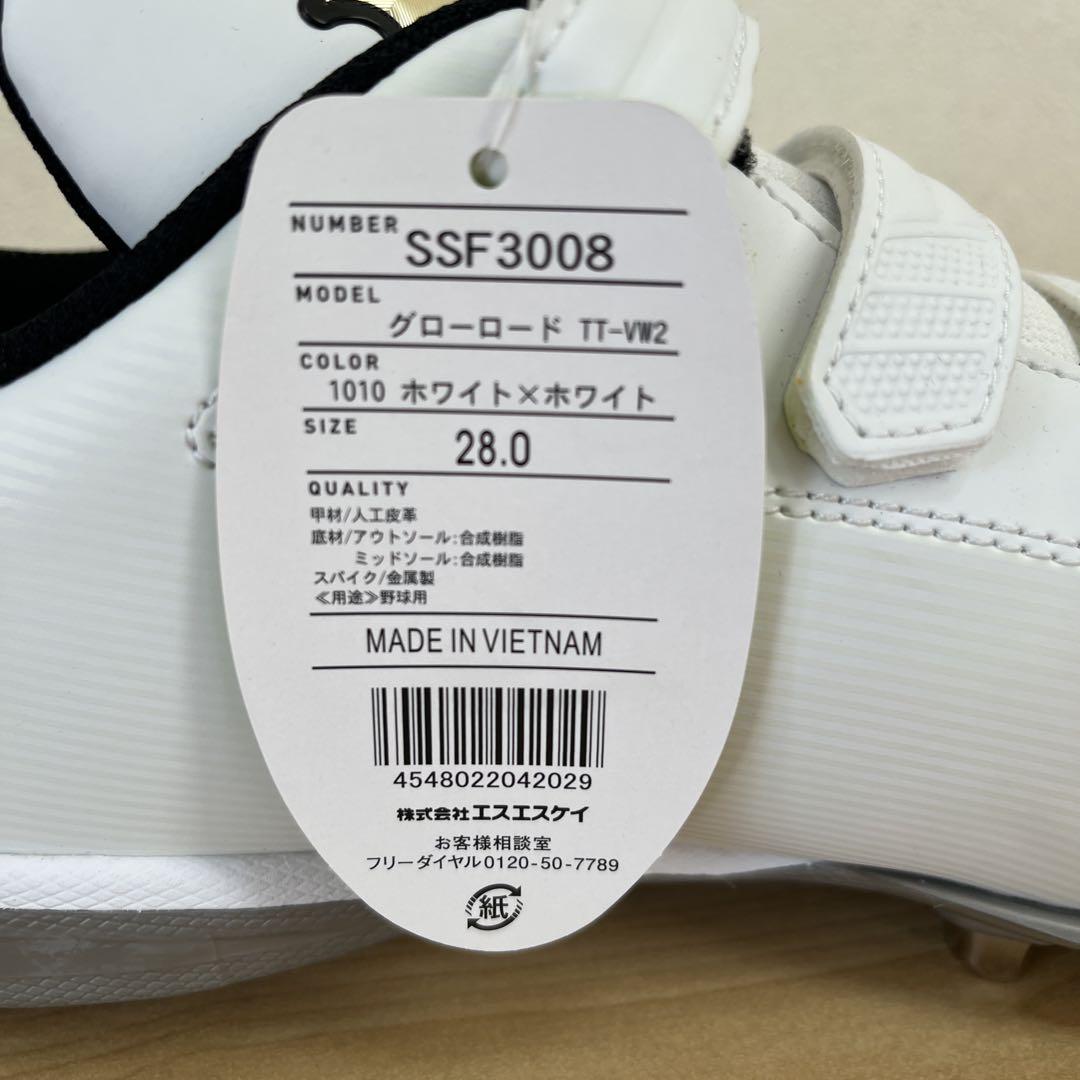 NUMBER SSF3008
MODEL
グローロード TT-VW2
COLOR
1010 ホワイト×ホワイト
SIZE
28.0
QUALITY
甲材/人工皮革
底材/アウトソール:合成樹脂
ミッドソール:合成樹脂
スパイク/金属製
≪用途≫野球用
MADE IN VIETNAM
4548022042029
株式会社エスエスケイ
お客様相談室
フリーダイヤル0120-50-7789
紙